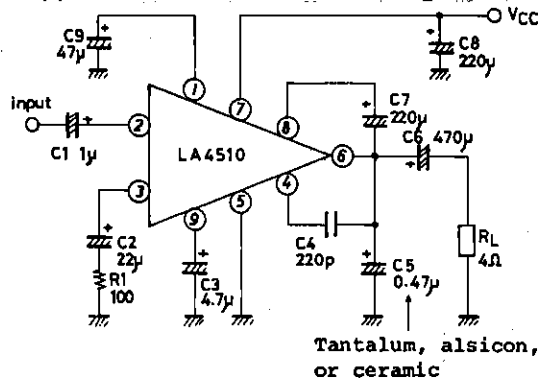 C9
47μ
+
VCC
+
C8
220μ
1
7
input
+
C1 1μ
2
8
+
C7
220μ
C6 470μ
+
LA4510
6
3
4
9
5
+
C2
22μ
R1
100
+
C3
4.7μ
C4
220p
+
C5
0.47μ
RL
4Ω
Tantalum, alsicon,
or ceramic